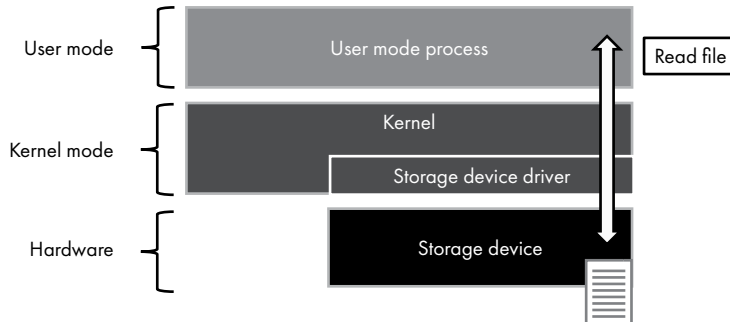 User mode
User mode process
Read file
Kernel mode
Kernel
Storage device driver
Hardware
Storage device